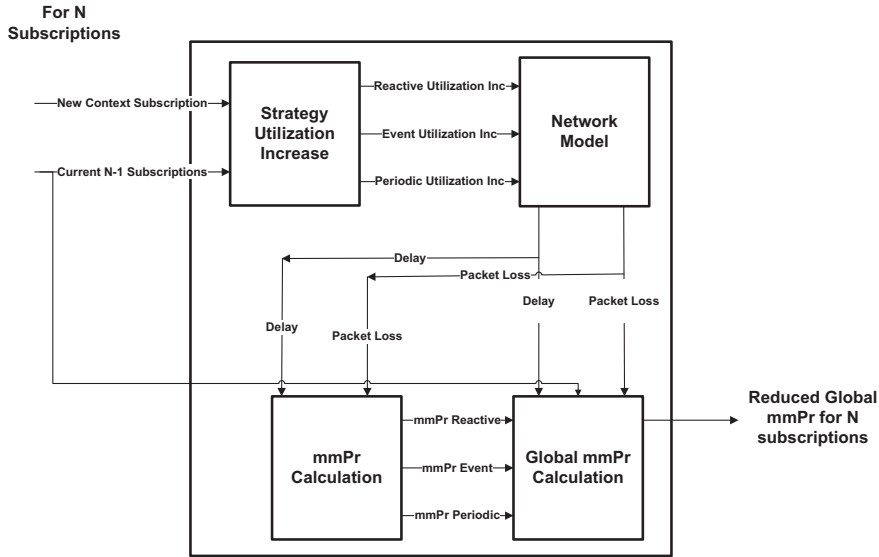 For N
Subscriptions
New Context Subscription
Current N-1 Subscriptions
Strategy
Utilization
Increase
Reactive Utilization Inc
Event Utilization Inc
Periodic Utilization Inc
Network
Model
Delay
Packet Loss
Delay
Packet Loss
Delay
Packet Loss
mmPr
Calculation
mmPr Reactive
mmPr Event
mmPr Periodic
Global mmPr
Calculation
Reduced Global
mmPr for N
subscriptions